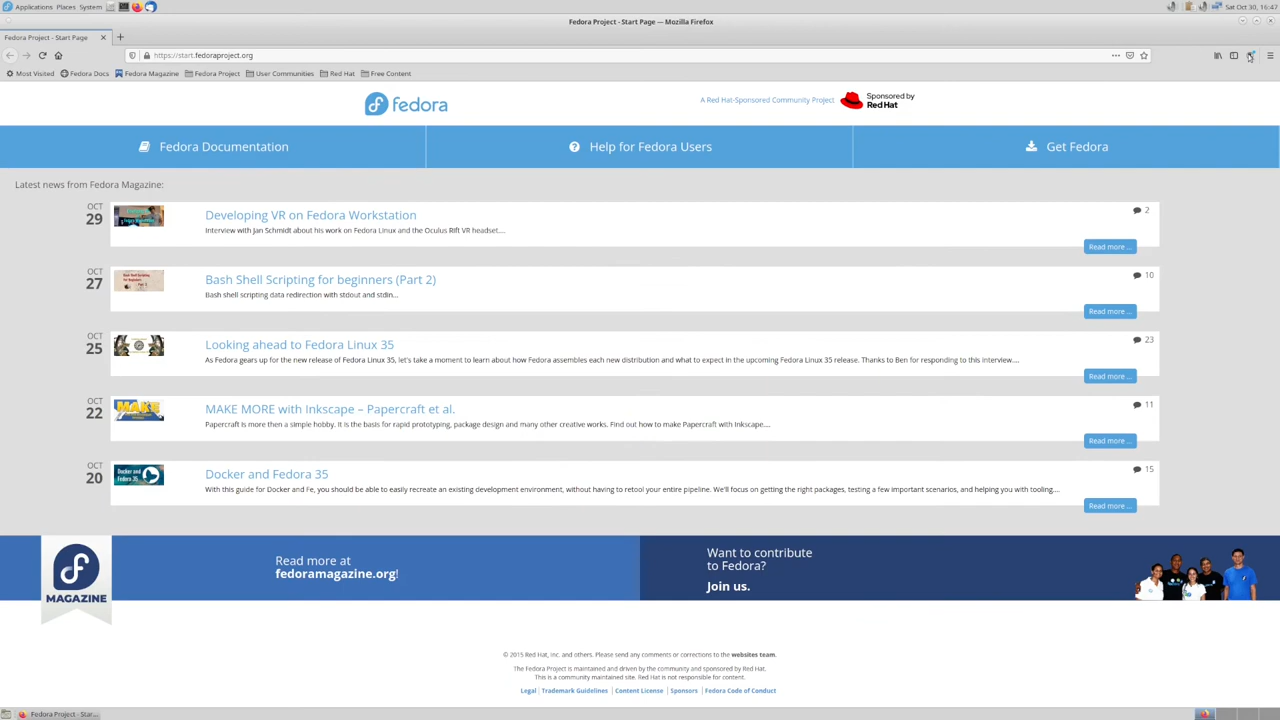 Applications Places System
Sat Oct 30, 16:47
Fedora Project - Start Page — Mozilla Firefox
Fedora Project - Start Page
https://start.fedoraproject.org
Most Visited Fedora Docs Fedora Magazine Fedora Project User Communities Red Hat Free Content
fedora
A Red Hat-Sponsored Community Project
Sponsored by
Red Hat
Fedora Documentation
Help for Fedora Users
Get Fedora
Latest news from Fedora Magazine:
OCT
29
Developing VR on Fedora Workstation
2
Interview with Jan Schmidt about his work on Fedora Linux and the Oculus Rift VR headset....
Read more ...
OCT
27
Bash Shell Scripting for beginners (Part 2)
10
Bash shell scripting data redirection with stdout and stdin...
Read more ...
OCT
25
Looking ahead to Fedora Linux 35
23
As Fedora gears up for the new release of Fedora Linux 35, let's take a moment to learn about how Fedora assembles each new distribution and what to expect in the upcoming Fedora Linux 35 release. Thanks to Ben for responding to this interview....
Read more ...
OCT
22
MAKE
MAKE MORE with Inkscape – Papercraft et al.
11
Papercraft is more then a simple hobby. It is the basis for rapid prototyping, package design and many other creative works. Find out how to make Papercraft with Inkscape....
Read more ...
OCT
20
Docker and
Fedora 35
Docker and Fedora 35
15
With this guide for Docker and Fe, you should be able to easily recreate an existing development environment, without having to retool your entire pipeline. We'll focus on getting the right packages, testing a few important scenarios, and helping you with tooling....
Read more ...
MAGAZINE
Read more at
fedoramagazine.org!
Want to contribute
to Fedora?
Join us.
© 2015 Red Hat, Inc. and others. Please send any comments or corrections to the websites team.
The Fedora Project is maintained and driven by the community and sponsored by Red Hat.
This is a community maintained site. Red Hat is not responsible for content.
Legal | Trademark Guidelines | Content License | Sponsors | Fedora Code of Conduct
Fedora Project - Star...